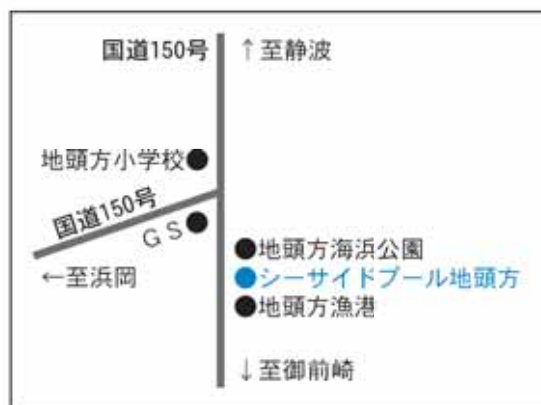 国道150号
↑至静波
地頭方小学校●
国道150号
GS●
←至浜岡
●地頭方海浜公園
●シーサイドプール地頭方
●地頭方漁港
↓至御前崎